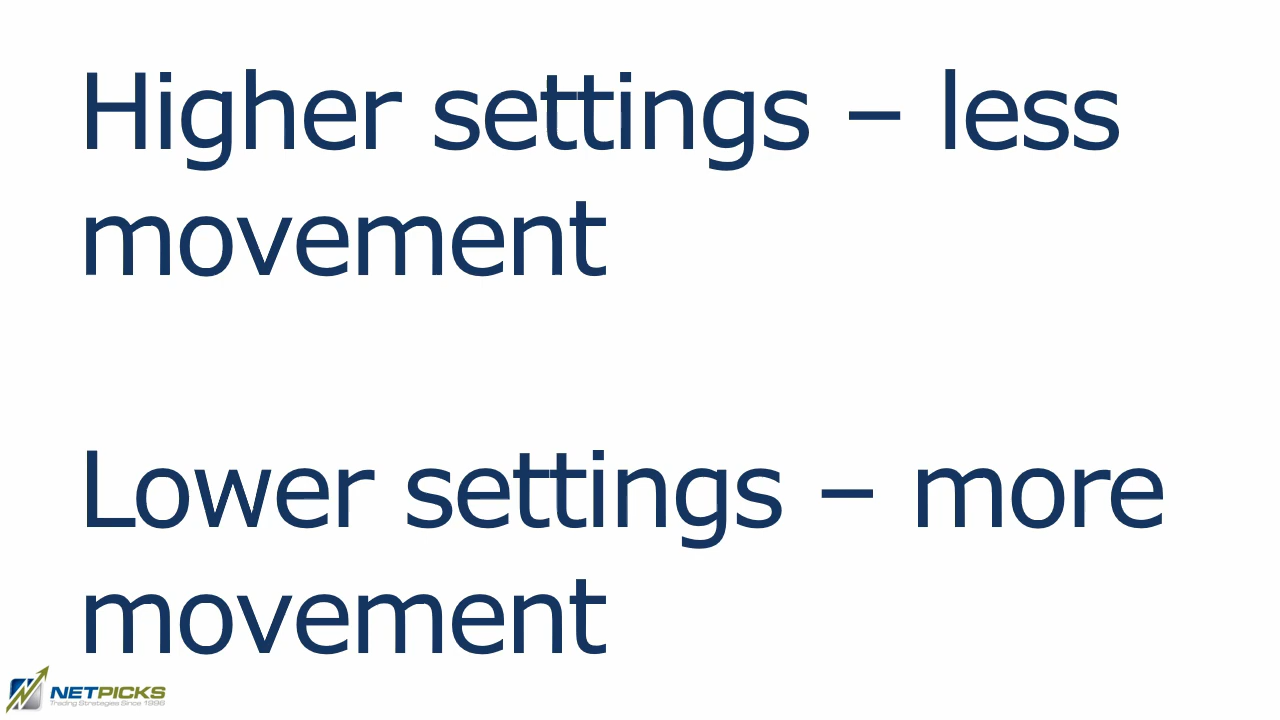 Higher settings – less
movement
Lower settings – more
movement
NETPICKS
Trading Strategies Since 1996